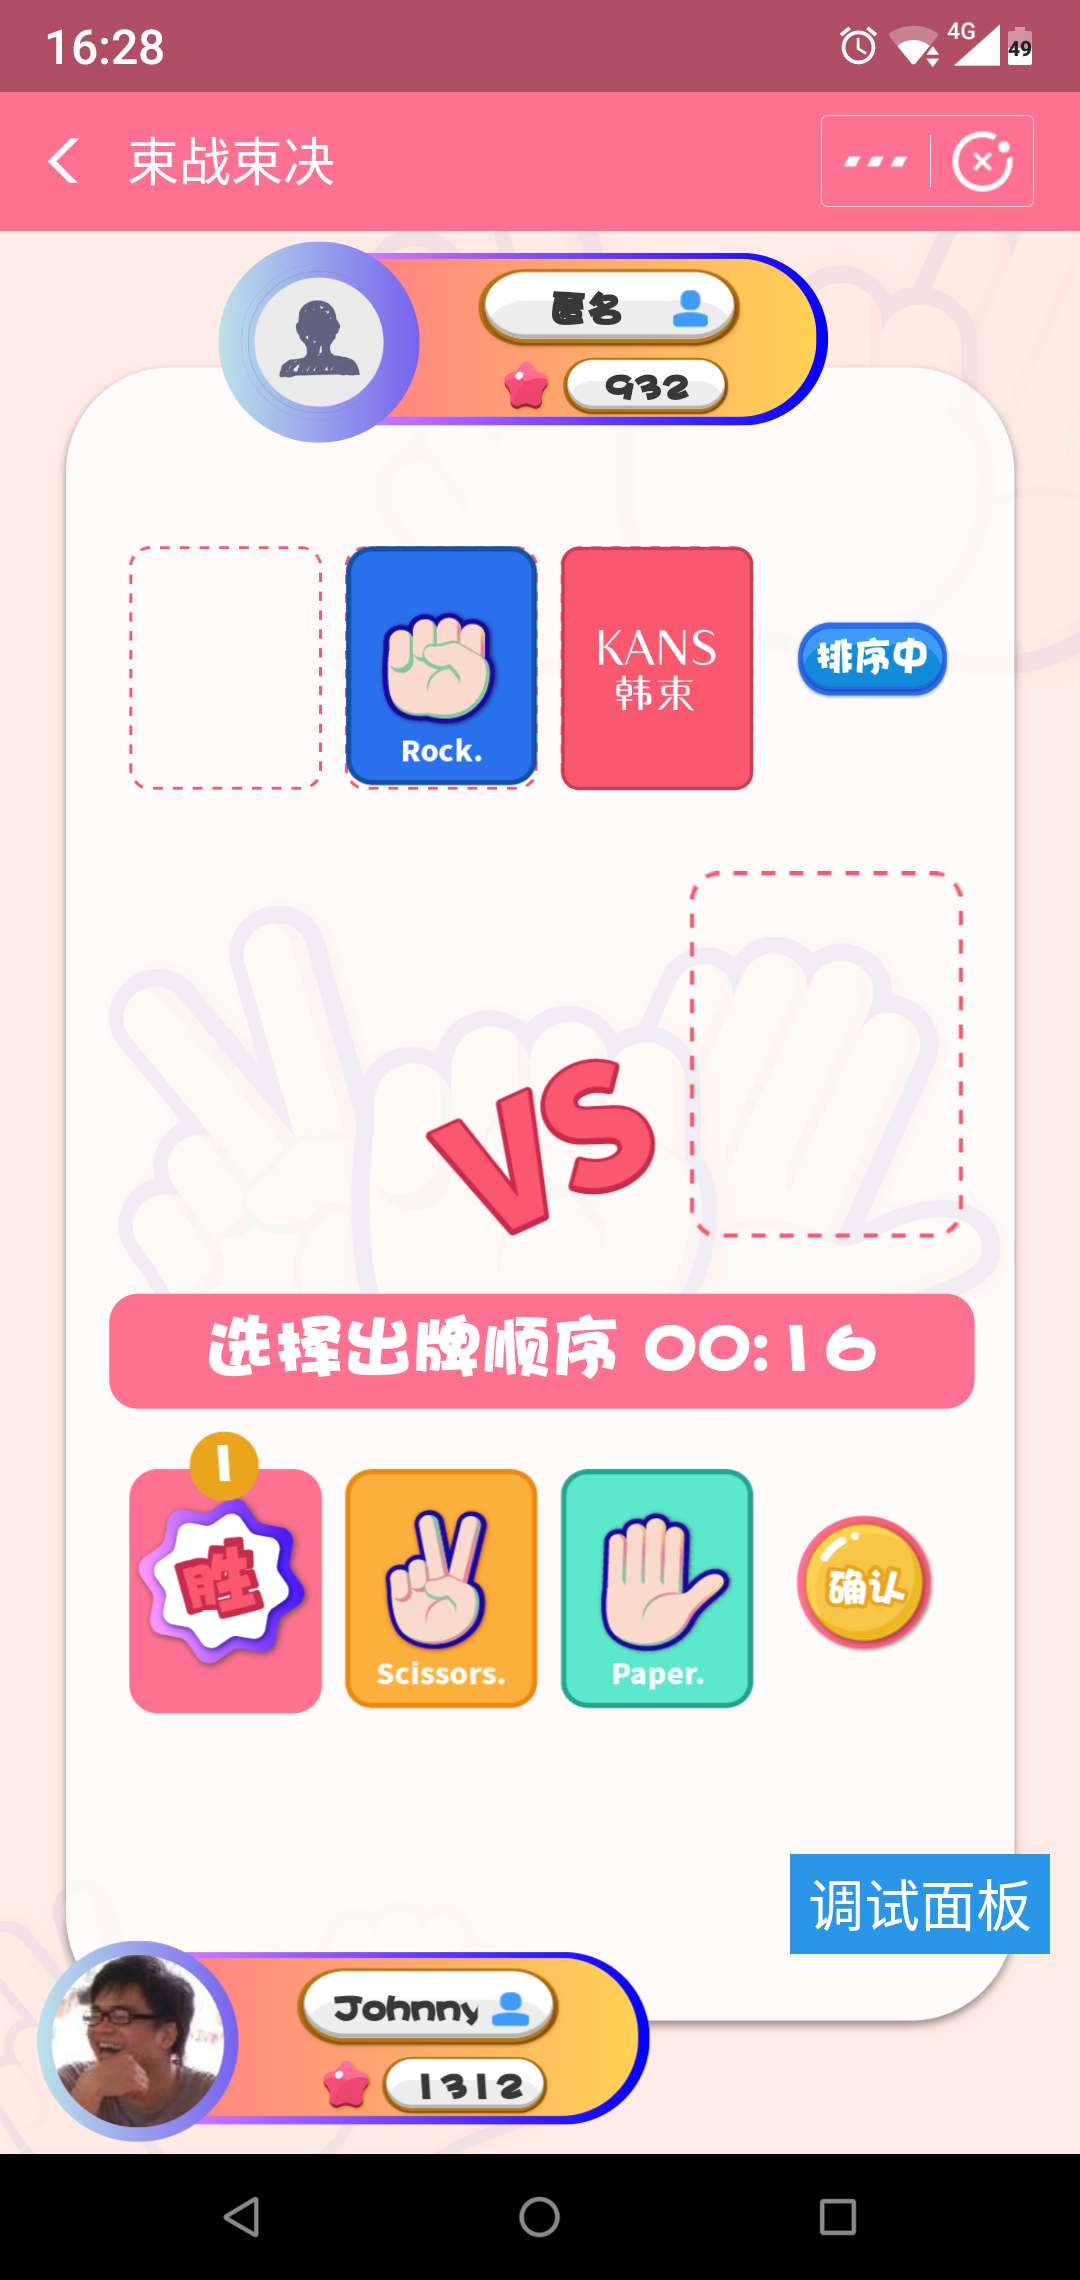 16:28
4G
49
束战束决
匿名
932
KANS
韩束
Rock.
排序中
VS
选择出牌顺序 00:16
1
胜
Scissors.
Paper.
确认
调试面板
Johnny
1312